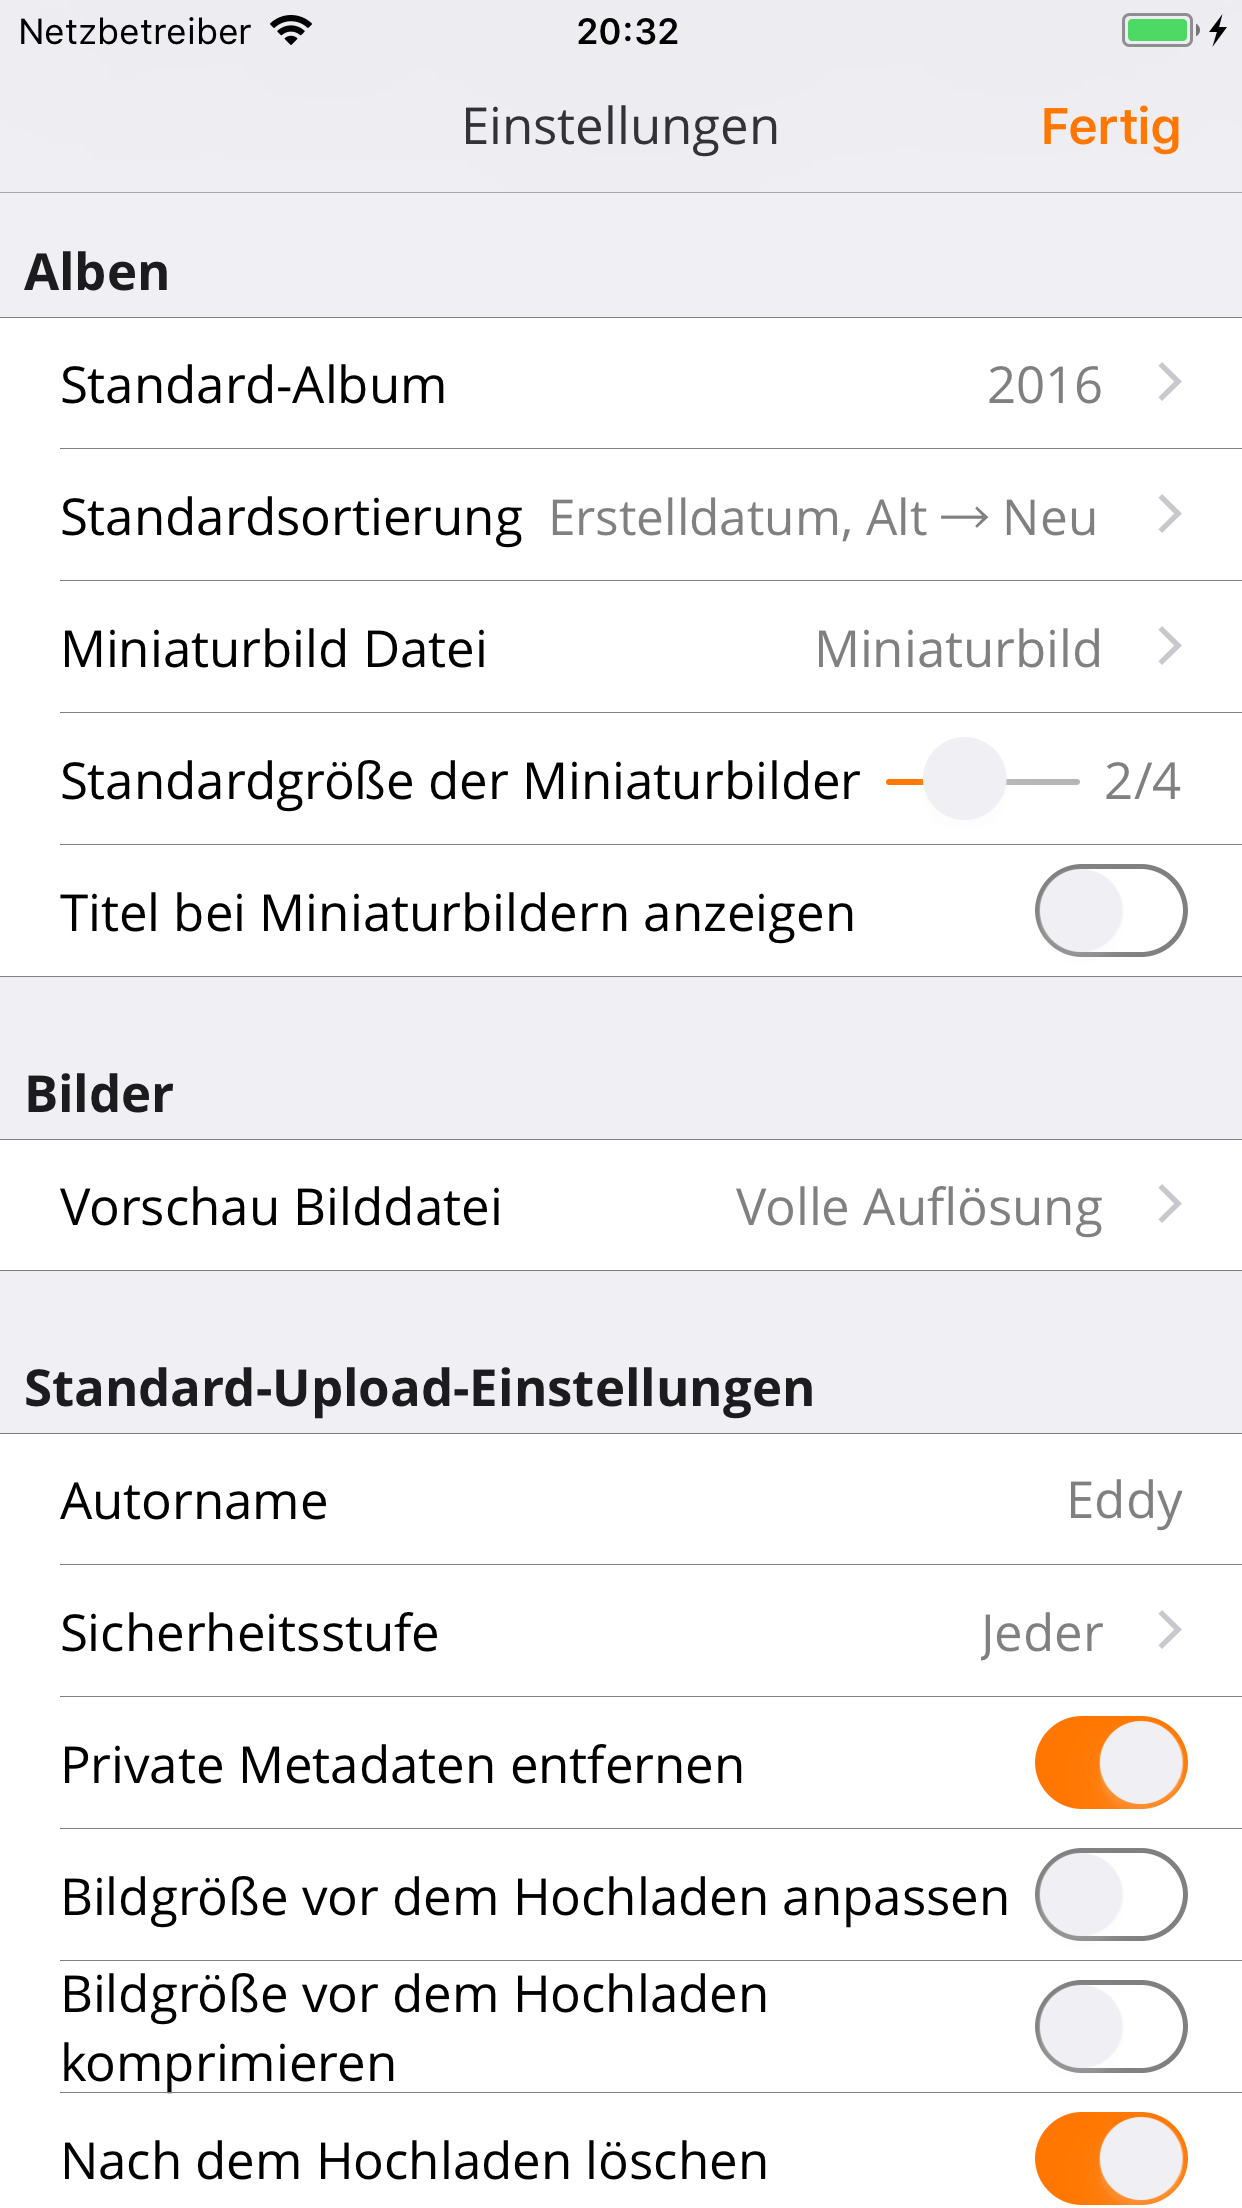 Netzbetreiber 20:32
Einstellungen Fertig
Alben
Standard-Album 2016
Standardsortierung Erstelldatum, Alt → Neu
Miniaturbild Datei Miniaturbild
Standardgröße der Miniaturbilder 2/4
Titel bei Miniaturbildern anzeigen
Bilder
Vorschau Bilddatei Volle Auflösung
Standard-Upload-Einstellungen
Autorname Eddy
Sicherheitsstufe Jeder
Private Metadaten entfernen
Bildgröße vor dem Hochladen anpassen
Bildgröße vor dem Hochladen
komprimieren
Nach dem Hochladen löschen